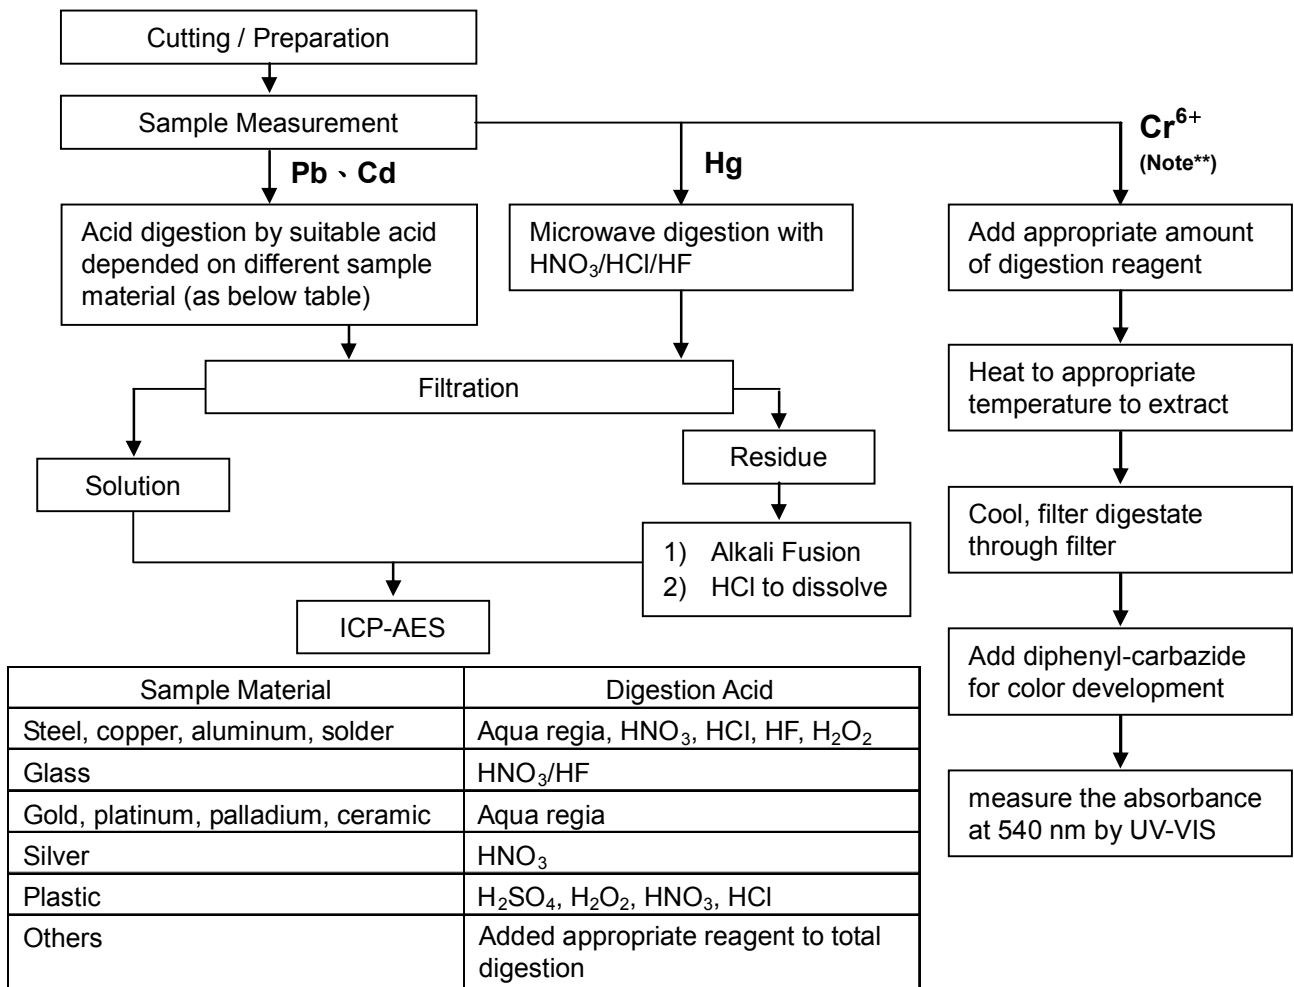 Cutting / Preparation
Sample Measurement
Pb、Cd
Hg
Cr⁶⁺
(Note**)
Acid digestion by suitable acid
depended on different sample
material (as below table)
Microwave digestion with
HNO₃/HCl/HF
Add appropriate amount
of digestion reagent
Filtration
Heat to appropriate
temperature to extract
Solution
Residue
Cool, filter digestate
through filter
1) Alkali Fusion
2) HCl to dissolve
ICP-AES
Add diphenyl-carbazide
for color development
measure the absorbance
at 540 nm by UV-VIS
Sample Material Digestion Acid
Steel, copper, aluminum, solder Aqua regia, HNO₃, HCl, HF, H₂O₂
Glass HNO₃/HF
Gold, platinum, palladium, ceramic Aqua regia
Silver HNO₃
Plastic H₂SO₄, H₂O₂, HNO₃, HCl
Others Added appropriate reagent to total
digestion